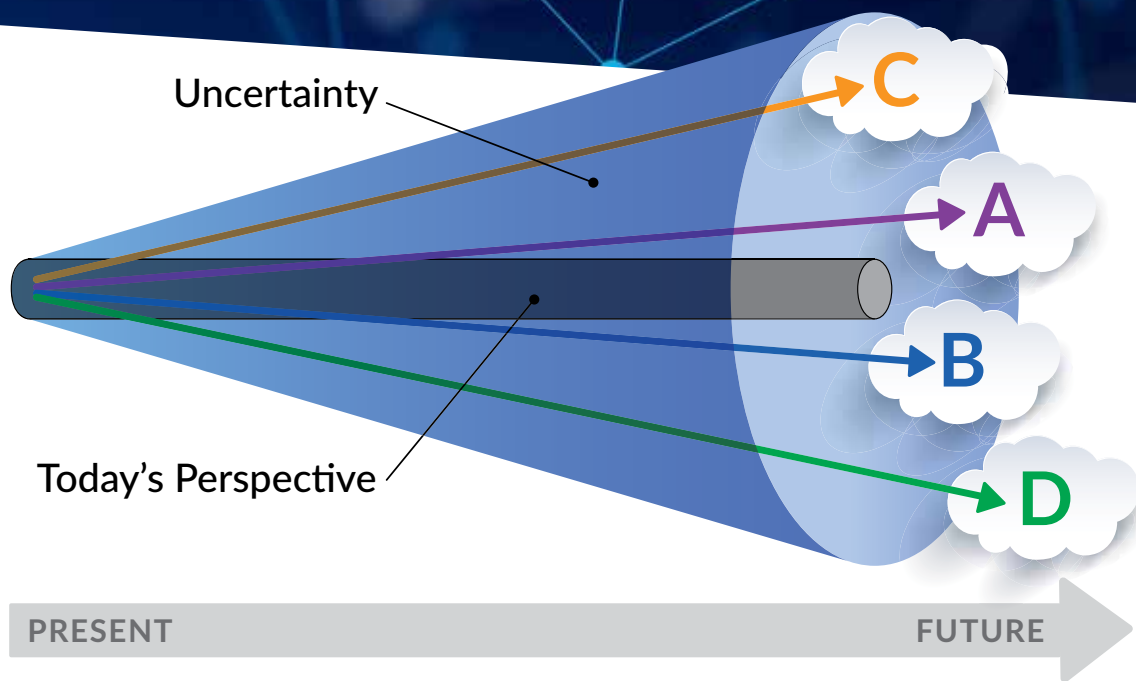 Uncertainty
C
A
B
Today's Perspective
D
PRESENT
FUTURE